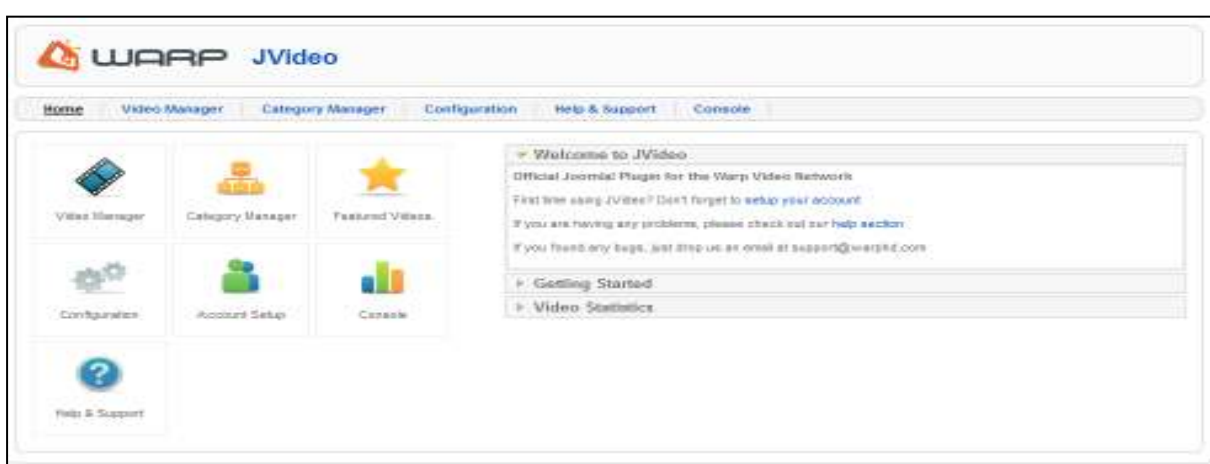 WARP JVideo
Home Video Manager Category Manager Configuration Help & Support Console
Video Manager Category Manager Featured Videos
Configuration Account Setup Console
Help & Support
Welcome to JVideo
Official Joomla! Plugin for the Warp Video Network
First time using JVideo? Don't forget to setup your account
If you are having any problems, please check out our help section
If you found any bugs, just drop us an email at support@warphd.com
Getting Started
Video Statistics